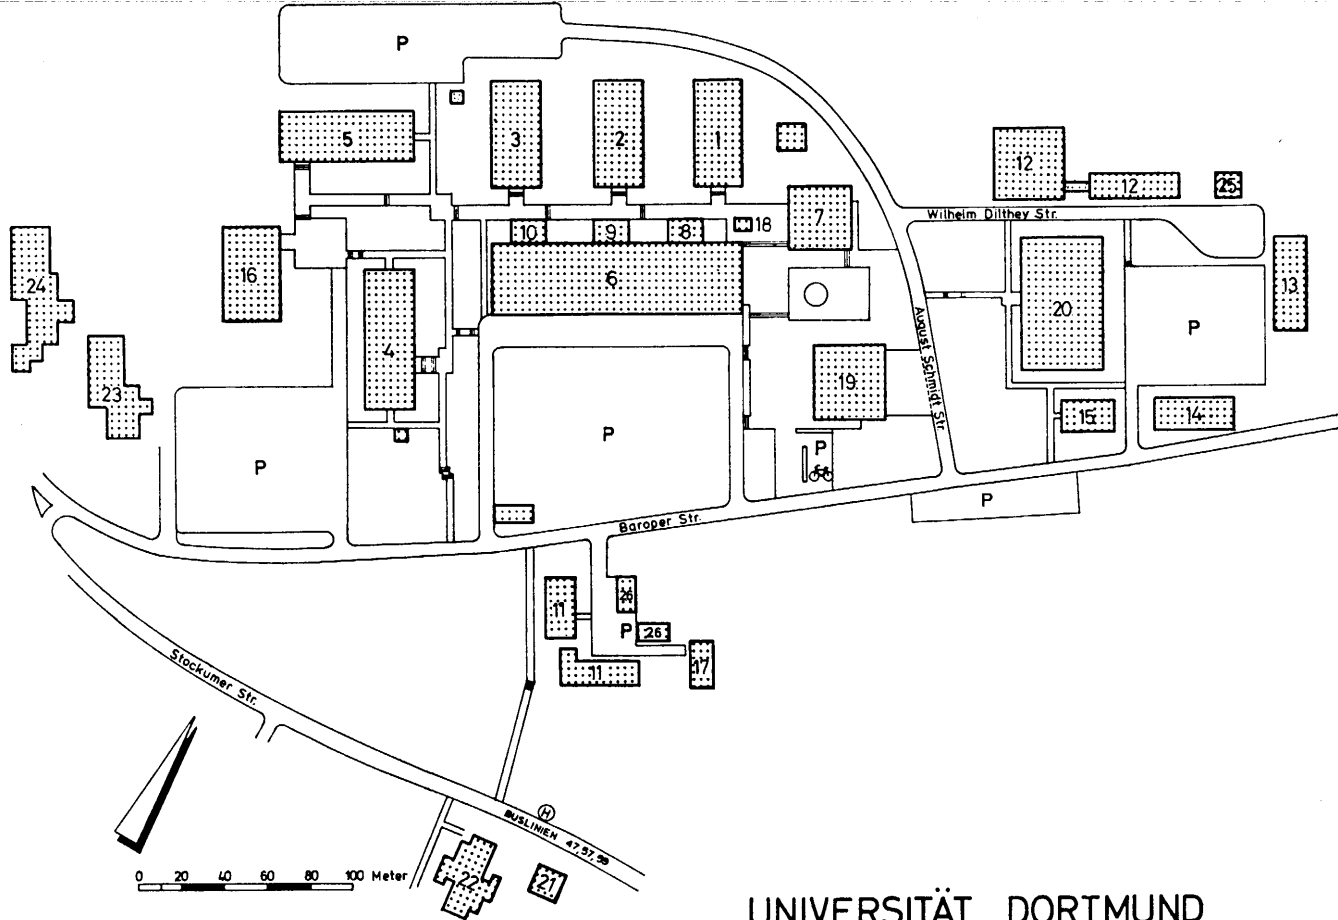 P
5
3
2
1
12
12
25
Wilhelm Dilthey Str.
7
18
10
9
8
6
16
24
4
20
13
P
August Schmidt Str.
19
23
15
14
P
P
P
P
P
Baroper Str.
11
26
P
26
11
17
Stockumer Str.
H
BUSLINIEN 47, 57, 98
22
21
0 20 40 60 80 100 Meter
UNIVERSITÄT DORTMUND